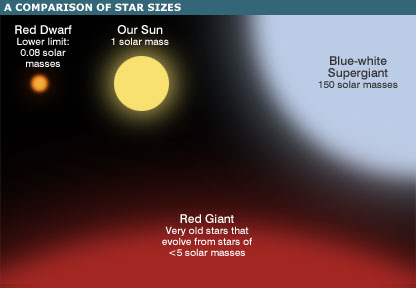 A COMPARISON OF STAR SIZES
Red Dwarf
Lower limit:
0.08 solar
masses
Our Sun
1 solar mass
Blue-white
Supergiant
150 solar masses
Red Giant
Very old stars that
evolve from stars of
<5 solar masses